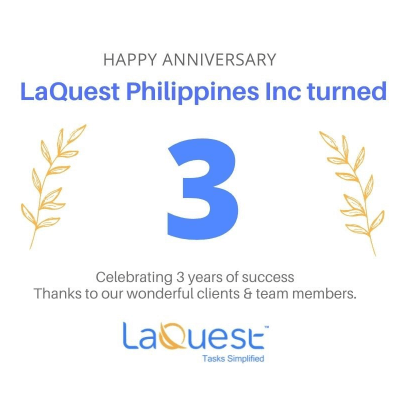 HAPPY ANNIVERSARY
LaQuest Philippines Inc turned
3
Celebrating 3 years of success
Thanks to our wonderful clients & team members.
LaQuest™
Tasks Simplified